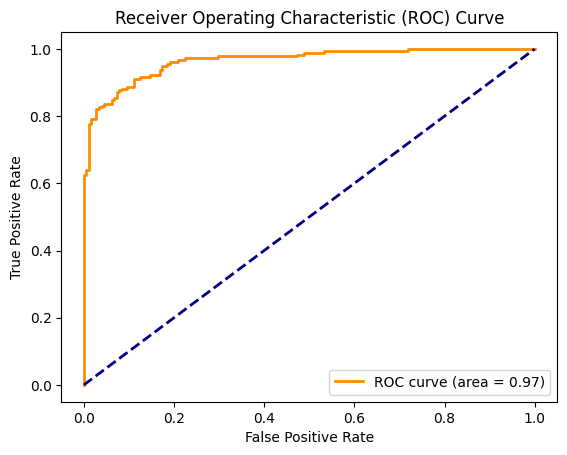 Receiver Operating Characteristic (ROC) Curve
1.0
0.8
0.6
0.4
0.2
0.0
True Positive Rate
ROC curve (area = 0.97)
0.0 0.2 0.4 0.6 0.8 1.0
False Positive Rate